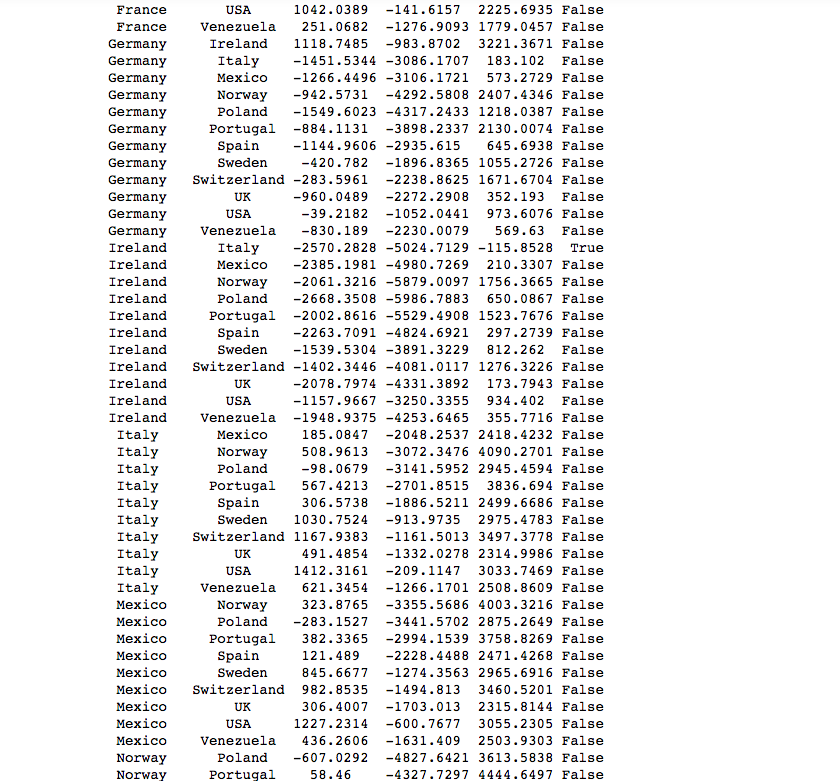 France USA 1042.0389 -141.6157 2225.6935 False
France Venezuela 251.0682 -1276.9093 1779.0457 False
Germany Ireland 1118.7485 -983.8702 3221.3671 False
Germany Italy -1451.5344 -3086.1707 183.102 False
Germany Mexico -1266.4496 -3106.1721 573.2729 False
Germany Norway -942.5731 -4292.5808 2407.4346 False
Germany Poland -1549.6023 -4317.2433 1218.0387 False
Germany Portugal -884.1131 -3898.2337 2130.0074 False
Germany Spain -1144.9606 -2935.615 645.6938 False
Germany Sweden -420.782 -1896.8365 1055.2726 False
Germany Switzerland -283.5961 -2238.8625 1671.6704 False
Germany UK -960.0489 -2272.2908 352.193 False
Germany USA -39.2182 -1052.0441 973.6076 False
Germany Venezuela -830.189 -2230.0079 569.63 False
Ireland Italy -2570.2828 -5024.7129 -115.8528 True
Ireland Mexico -2385.1981 -4980.7269 210.3307 False
Ireland Norway -2061.3216 -5879.0097 1756.3665 False
Ireland Poland -2668.3508 -5986.7883 650.0867 False
Ireland Portugal -2002.8616 -5529.4908 1523.7676 False
Ireland Spain -2263.7091 -4824.6921 297.2739 False
Ireland Sweden -1539.5304 -3891.3229 812.262 False
Ireland Switzerland -1402.3446 -4081.0117 1276.3226 False
Ireland UK -2078.7974 -4331.3892 173.7943 False
Ireland USA -1157.9667 -3250.3355 934.402 False
Ireland Venezuela -1948.9375 -4253.6465 355.7716 False
Italy Mexico 185.0847 -2048.2537 2418.4232 False
Italy Norway 508.9613 -3072.3476 4090.2701 False
Italy Poland -98.0679 -3141.5952 2945.4594 False
Italy Portugal 567.4213 -2701.8515 3836.694 False
Italy Spain 306.5738 -1886.5211 2499.6686 False
Italy Sweden 1030.7524 -913.9735 2975.4783 False
Italy Switzerland 1167.9383 -1161.5013 3497.3778 False
Italy UK 491.4854 -1332.0278 2314.9986 False
Italy USA 1412.3161 -209.1147 3033.7469 False
Italy Venezuela 621.3454 -1266.1701 2508.8609 False
Mexico Norway 323.8765 -3355.5686 4003.3216 False
Mexico Poland -283.1527 -3441.5702 2875.2649 False
Mexico Portugal 382.3365 -2994.1539 3758.8269 False
Mexico Spain 121.489 -2228.4488 2471.4268 False
Mexico Sweden 845.6677 -1274.3563 2965.6916 False
Mexico Switzerland 982.8535 -1494.813 3460.5201 False
Mexico UK 306.4007 -1703.013 2315.8144 False
Mexico USA 1227.2314 -600.7677 3055.2305 False
Mexico Venezuela 436.2606 -1631.409 2503.9303 False
Norway Poland -607.0292 -4827.6421 3613.5838 False
Norway Portugal 58.46 -4327.7297 4444.6497 False